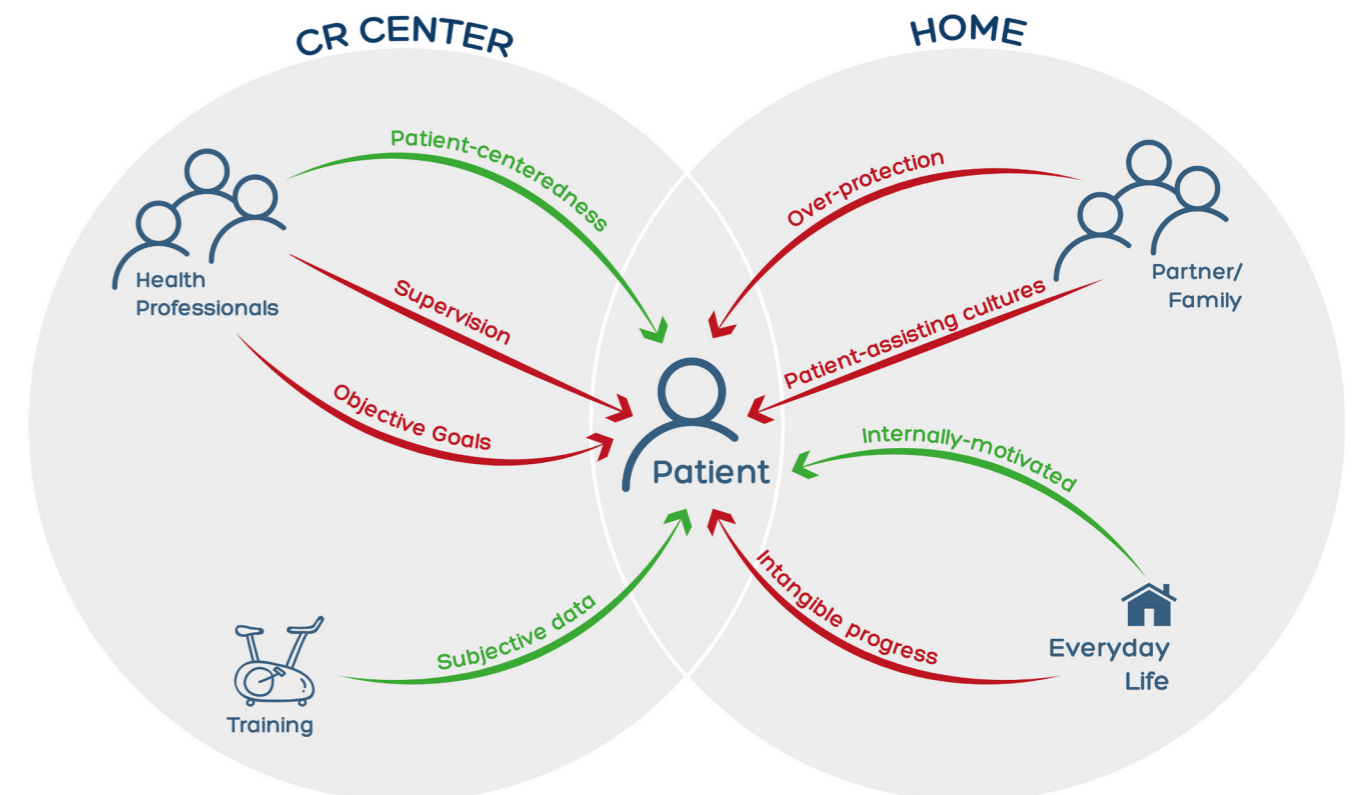 CR CENTER
HOME
Patient-centeredness
Over-protection
Health
Professionals
Partner/
Family
Supervision
Patient-assisting cultures
Objective Goals
Patient
Internally-motivated
Subjective data
Intangible progress
Everyday
Life
Training